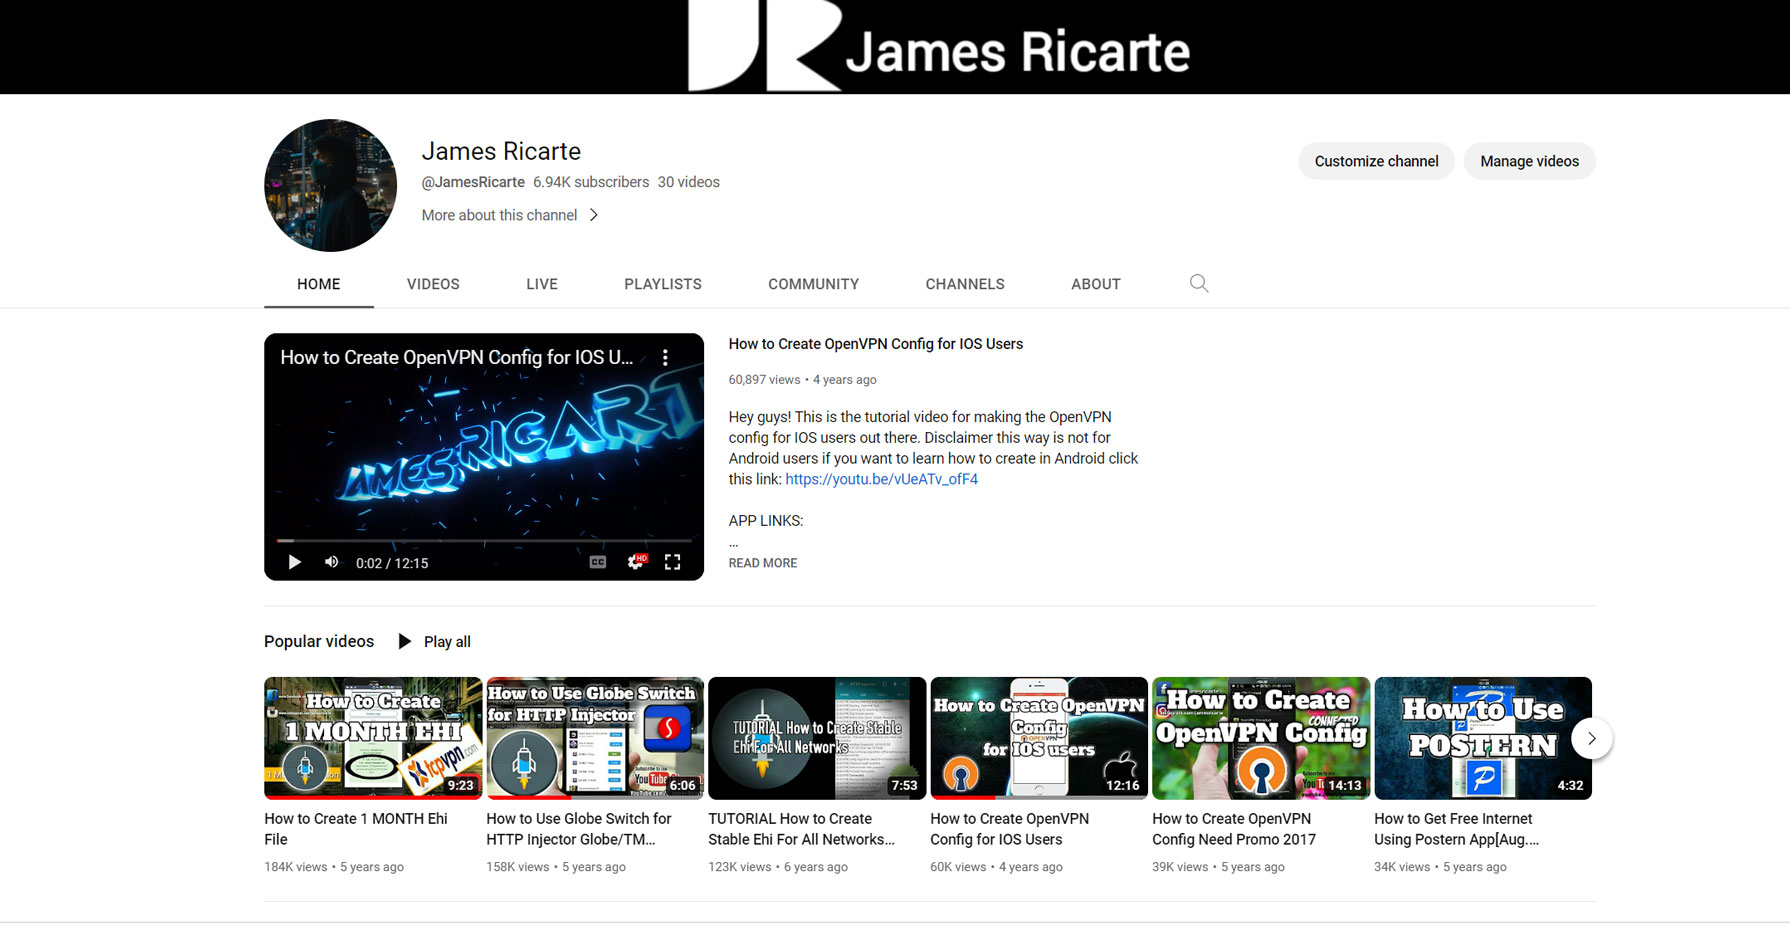 James Ricarte
James Ricarte
@JamesRicarte 6.94K subscribers 30 videos
More about this channel
Customize channel
Manage videos
HOME VIDEOS LIVE PLAYLISTS COMMUNITY CHANNELS ABOUT
How to Create OpenVPN Config for IOS U...
JAMES RICART
0:02 / 12:15
CC
HD
How to Create OpenVPN Config for IOS Users
60,897 views • 4 years ago
Hey guys! This is the tutorial video for making the OpenVPN
config for IOS users out there. Disclaimer this way is not for
Android users if you want to learn how to create in Android click
this link: https://youtu.be/vUeATv_ofF4
APP LINKS:
...
READ MORE
Popular videos
Play all
How to Create
1 MONTH EHI
tcpvpn.com
9:23
How to Create 1 MONTH Ehi
File
184K views • 5 years ago
How to Use Globe Switch
for HTTP Injector
YouTube
6:06
How to Use Globe Switch for
HTTP Injector Globe/TM...
158K views • 5 years ago
TUTORIAL How to Create Stable
Ehi For All Networks
7:53
TUTORIAL How to Create
Stable Ehi For All Networks...
123K views • 6 years ago
How to Create OpenVPN
Config
for IOS users
12:16
How to Create OpenVPN
Config for IOS Users
60K views • 4 years ago
How to Create
CONNECTED
OpenVPN Config
14:13
How to Create OpenVPN
Config Need Promo 2017
39K views • 5 years ago
How to Use
POSTERN
4:32
How to Get Free Internet
Using Postern App[Aug....
34K views • 5 years ago